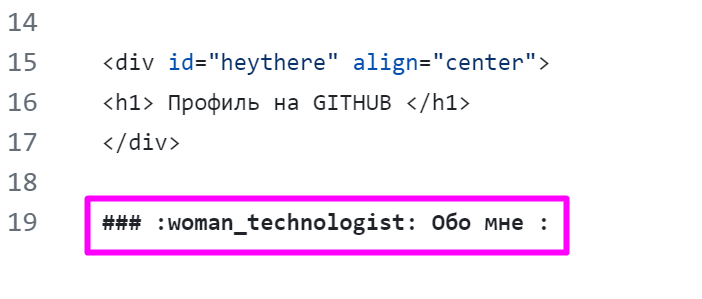 14
15 <div id="heythere" align="center">
16 <h1> Профиль на GITHUB </h1>
17 </div>
18
19 ### :woman_technologist: Обо мне :